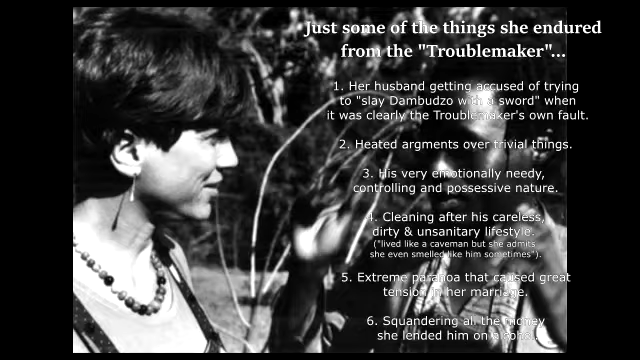 Just some of the things she endured
from the "Troublemaker"...
1. Her husband getting accused of trying
to "slay Dambudzo with a sword" when
it was clearly the Troublemaker's own fault.
2. Heated argments over trivial things.
3. His very emotionally needy,
controlling and possessive nature.
4. Cleaning after his careless,
dirty & unsanitary lifestyle.
("lived like a caveman but she admits
she even smelled like him sometimes").
5. Extreme paranoa that caused great
tension in her marriage.
6. Squandering all the money
she lended him on alcohol.